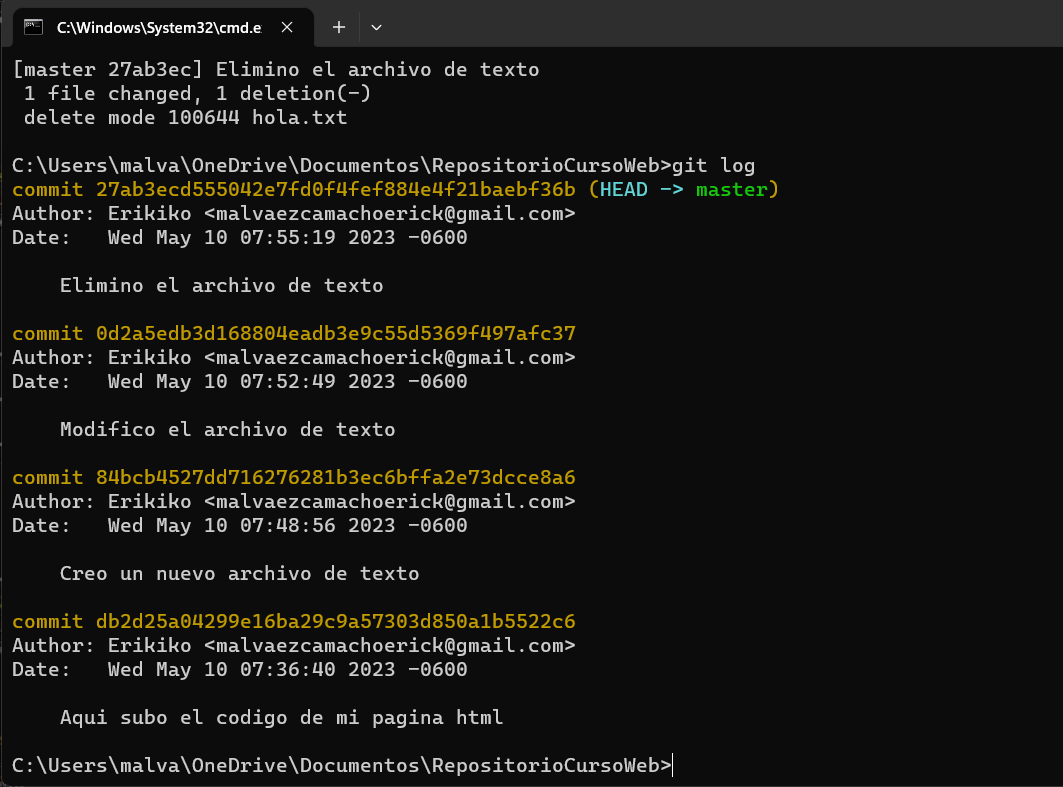 C:\Windows\System32\cmd.e
[master 27ab3ec] Elimino el archivo de texto
1 file changed, 1 deletion(-)
delete mode 100644 hola.txt
C:\Users\malva\OneDrive\Documentos\RepositorioCursoWeb>git log
commit 27ab3ecd555042e7fd0f4fef884e4f21baebf36b (HEAD -> master)
Author: Erikiko <malvaezcamachoerick@gmail.com>
Date:   Wed May 10 07:55:19 2023 -0600
Elimino el archivo de texto
commit 0d2a5edb3d168804eadb3e9c55d5369f497afc37
Author: Erikiko <malvaezcamachoerick@gmail.com>
Date:   Wed May 10 07:52:49 2023 -0600
Modifico el archivo de texto
commit 84bcb4527dd716276281b3ec6bffa2e73dcce8a6
Author: Erikiko <malvaezcamachoerick@gmail.com>
Date:   Wed May 10 07:48:56 2023 -0600
Creo un nuevo archivo de texto
commit db2d25a04299e16ba29c9a57303d850a1b5522c6
Author: Erikiko <malvaezcamachoerick@gmail.com>
Date:   Wed May 10 07:36:40 2023 -0600
Aqui subo el codigo de mi pagina html
C:\Users\malva\OneDrive\Documentos\RepositorioCursoWeb>